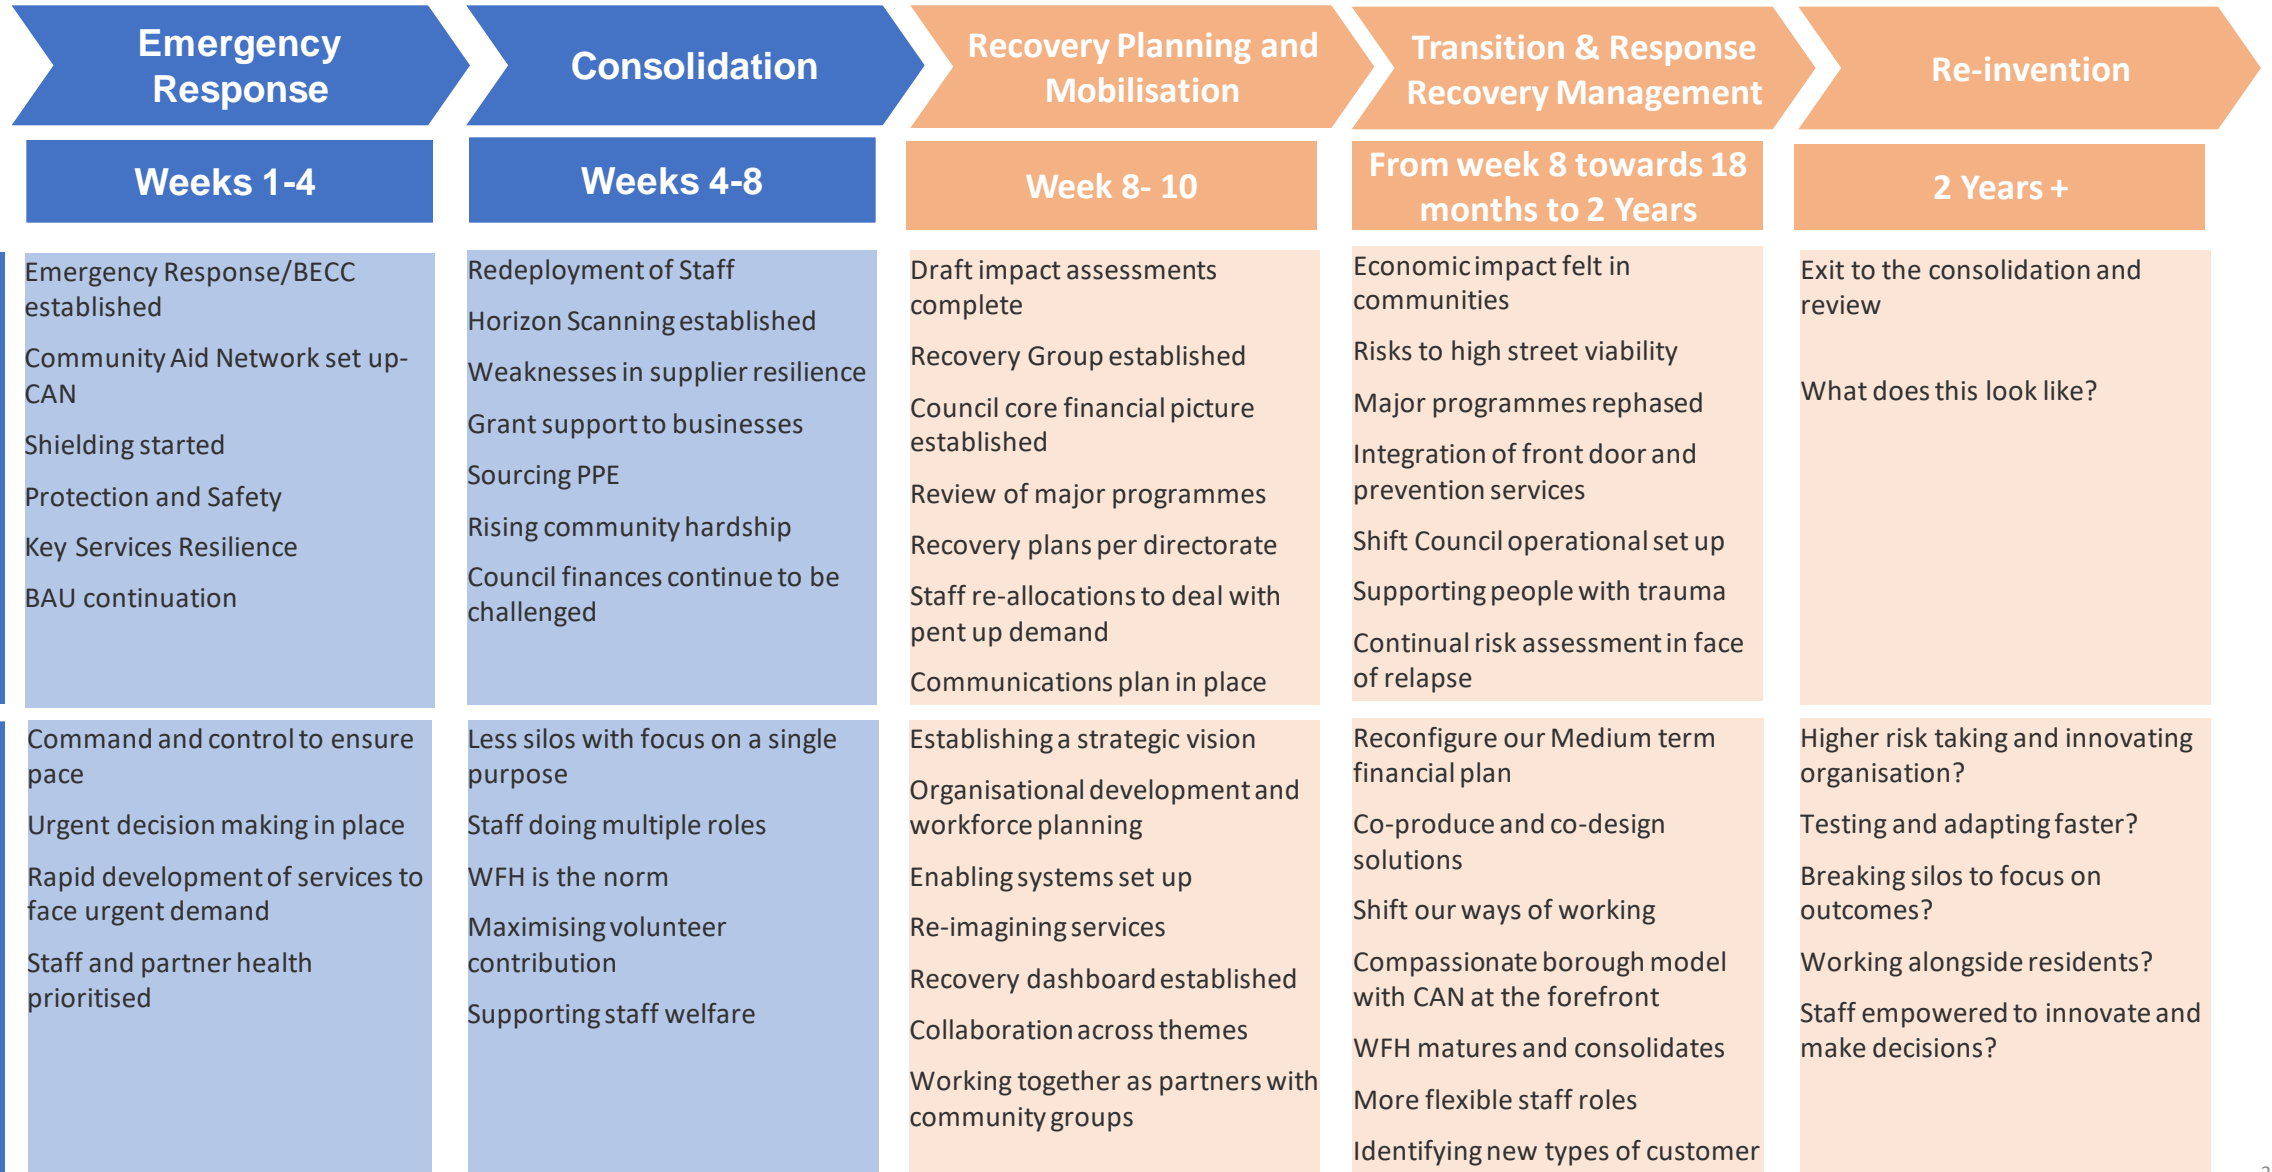 Emergency
Response
Consolidation
Recovery Planning and
Mobilisation
Transition & Response
Recovery Management
Re-invention
Weeks 1-4
Weeks 4-8
Week 8- 10
From week 8 towards 18
months to 2 Years
2 Years +
Emergency Response/BECC
established
Community Aid Network set up-
CAN
Shielding started
Protection and Safety
Key Services Resilience
BAU continuation
Redeployment of Staff
Horizon Scanning established
Weaknesses in supplier resilience
Grant support to businesses
Sourcing PPE
Rising community hardship
Council finances continue to be
challenged
Draft impact assessments
complete
Recovery Group established
Council core financial picture
established
Review of major programmes
Recovery plans per directorate
Staff re-allocations to deal with
pent up demand
Communications plan in place
Economic impact felt in
communities
Risks to high street viability
Major programmes rephased
Integration of front door and
prevention services
Shift Council operational set up
Supporting people with trauma
Continual risk assessment in face
of relapse
Exit to the consolidation and
review
What does this look like?
Command and control to ensure
pace
Urgent decision making in place
Rapid development of services to
face urgent demand
Staff and partner health
prioritised
Less silos with focus on a single
purpose
Staff doing multiple roles
WFH is the norm
Maximising volunteer
contribution
Supporting staff welfare
Establishing a strategic vision
Organisational development and
workforce planning
Enabling systems set up
Re-imagining services
Recovery dashboard established
Collaboration across themes
Working together as partners with
community groups
Reconfigure our Medium term
financial plan
Co-produce and co-design
solutions
Shift our ways of working
Compassionate borough model
with CAN at the forefront
WFH matures and consolidates
More flexible staff roles
Identifying new types of customer
Higher risk taking and innovating
organisation?
Testing and adapting faster?
Breaking silos to focus on
outcomes?
Working alongside residents?
Staff empowered to innovate and
make decisions?